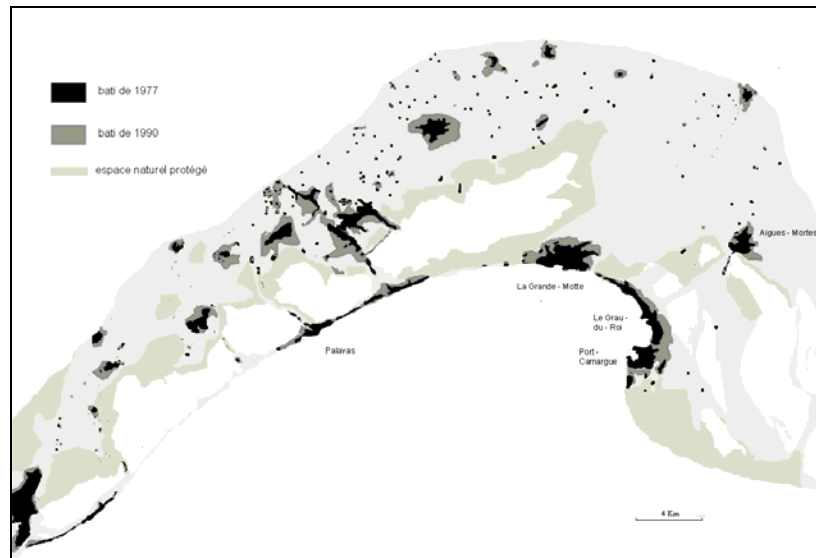 bati de 1977
bati de 1990
espace naturel protégé
Aigues - Mortes
La Grande - Motte
Le Grau -
du - Roi
Port -
Camargue
Palavas
4 Km